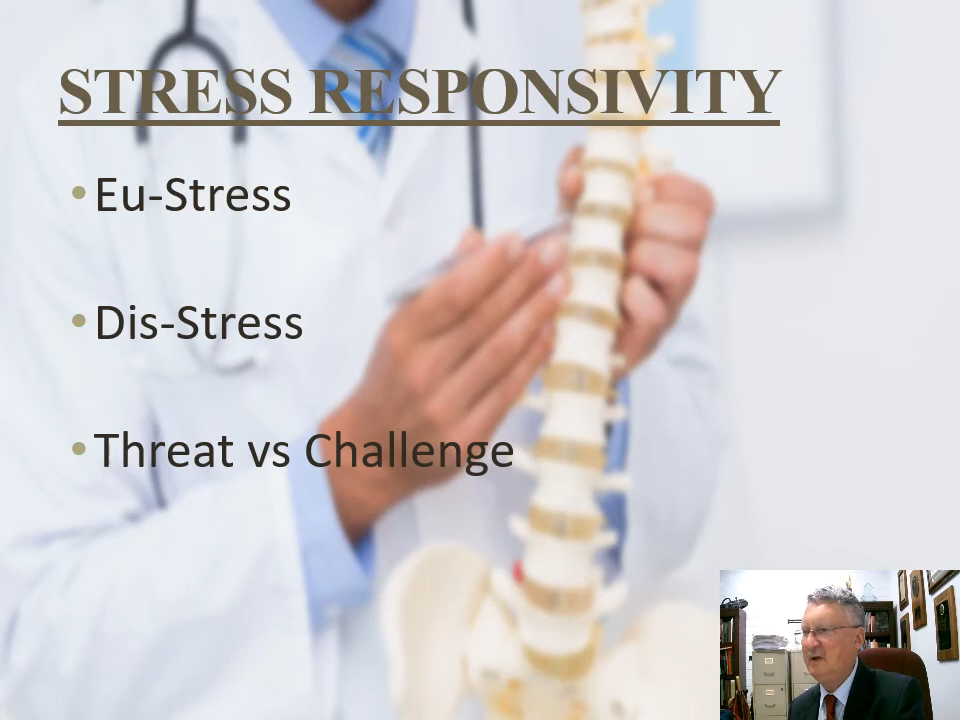 STRESS RESPONSIVITY
• Eu-Stress
• Dis-Stress
• Threat vs Challenge